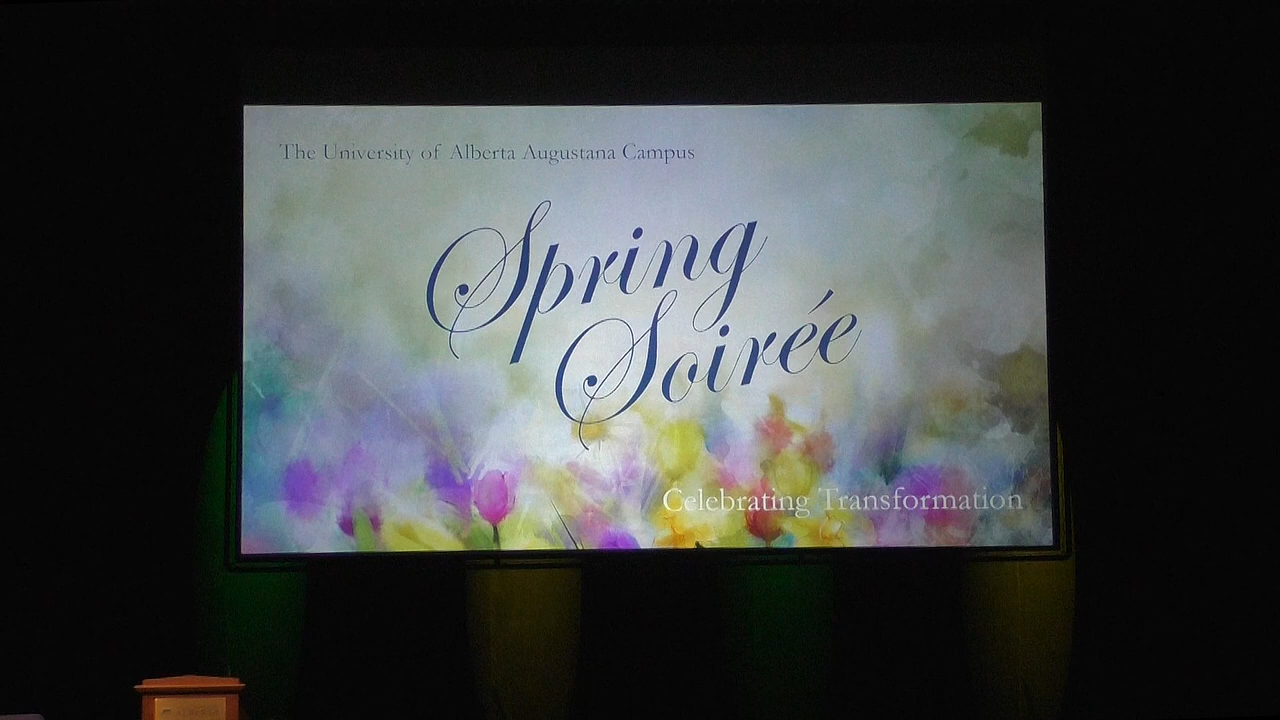 The University of Alberta Augustana Campus
Spring
Soirée
Celebrating Transformation